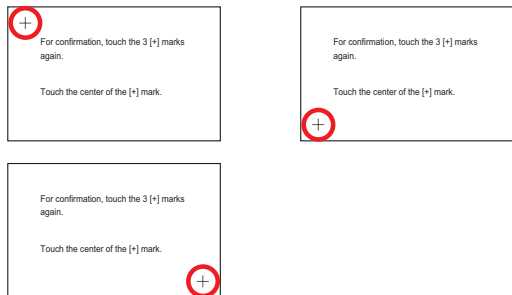 For confirmation, touch the 3 [+] marks
again.
Touch the center of the [+] mark.
For confirmation, touch the 3 [+] marks
again.
Touch the center of the [+] mark.
For confirmation, touch the 3 [+] marks
again.
Touch the center of the [+] mark.